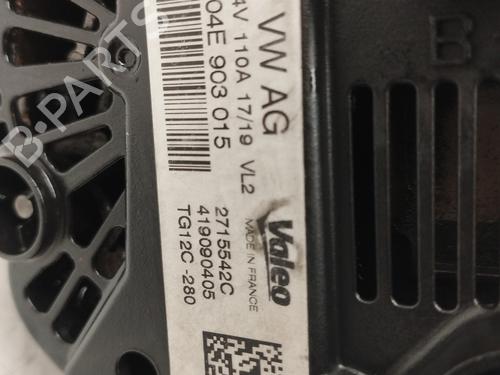 VW AG
4V 110A 17/19 VL2
04E 903 015
Valeo
MADE IN FRANCE
2715542C
419090405
TG12C-280
B
B-PARTS